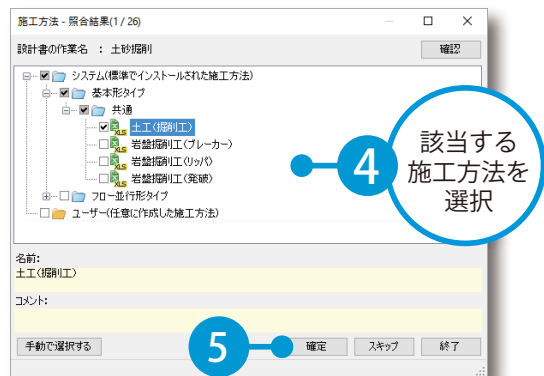 施工方法 - 照合結果(1 / 26)
設計書の作業名 : 土砂掘削
確認
システム(標準でインストールされた施工方法)
基本形タイプ
共通
XLS 土工(掘削工)
XLS 岩盤掘削工(ブレーカー)
XLS 岩盤掘削工(リッパ)
XLS 岩盤掘削工(発破)
フロー並行形タイプ
ユーザー(任意に作成した施工方法)
4
該当する
施工方法を
選択
名前:
土工(掘削工)
コメント:
手動で選択する
5
確定
スキップ
終了